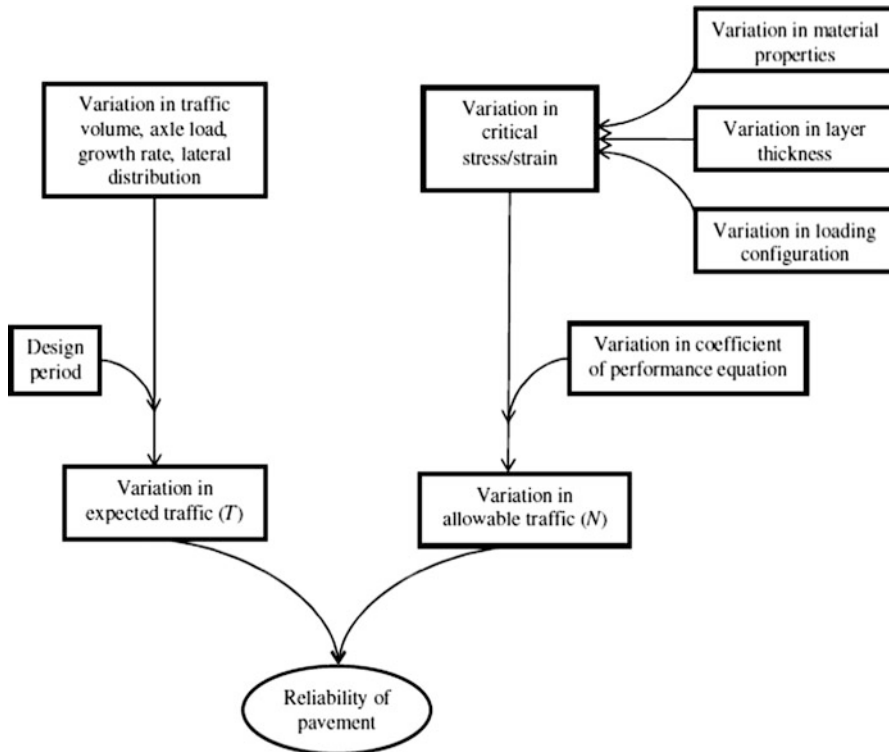 Variation in material
properties
Variation in traffic
volume, axle load,
growth rate, lateral
distribution
Variation in
critical
stress/strain
Variation in layer
thickness
Variation in loading
configuration
Design
period
Variation in coefficient
of performance equation
Variation in
expected traffic (T)
Variation in
allowable traffic (N)
Reliability of
pavement